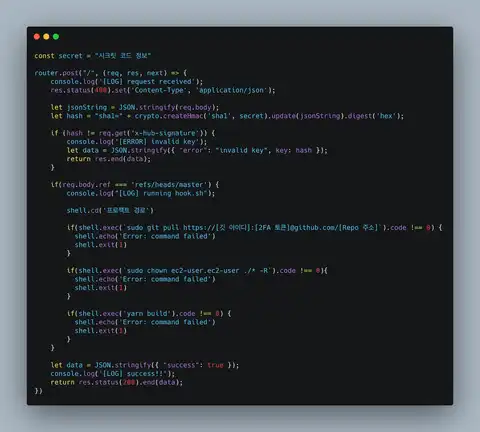 const secret = "시크릿 코드 정보"
router.post("/", (req, res, next) => {
console.log('[LOG] request received');
res.status(400).set('Content-Type', 'application/json');
let jsonString = JSON.stringify(req.body);
let hash = "sha1=" + crypto.createHmac('sha1', secret).update(jsonString).digest('hex');
if (hash != req.get('x-hub-signature')) {
console.log('[ERROR] invalid key');
let data = JSON.stringify({ "error": "invalid key", key: hash });
return res.end(data);
}
if(req.body.ref === 'refs/heads/master') {
console.log("[LOG] running hook.sh");
shell.cd('프로젝트 경로')
if(shell.exec(`sudo git pull https://[깃 아이디]:[2FA 토큰]@github.com/[Repo 주소]`).code !== 0) {
shell.echo('Error: command failed')
shell.exit(1)
}
if(shell.exec(`sudo chown ec2-user.ec2-user ./* -R`).code !== 0){
shell.echo('Error: command failed')
shell.exit(1)
}
if(shell.exec('yarn build').code !== 0) {
shell.echo('Error: command failed')
shell.exit(1)
}
}
let data = JSON.stringify({ "success": true });
console.log('[LOG] success!!");
return res.status(200).end(data);
})